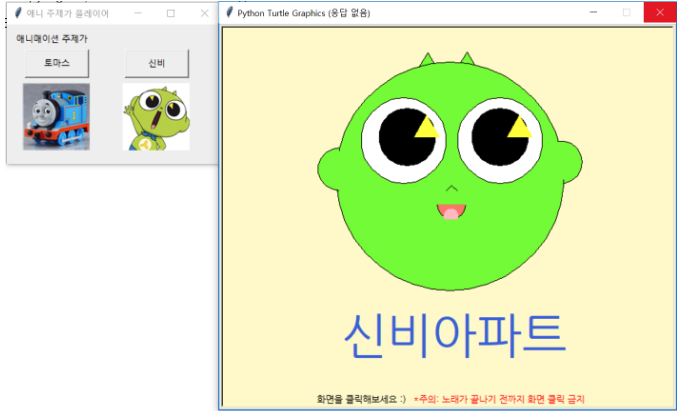 애니 주제가 플레이어
애니매이션 주제가
토마스 신비
Python Turtle Graphics (응답 없음)
신비아파트
화면을 클릭해보세요 :) *주의: 노래가 끝나기 전까지 화면 클릭 금지